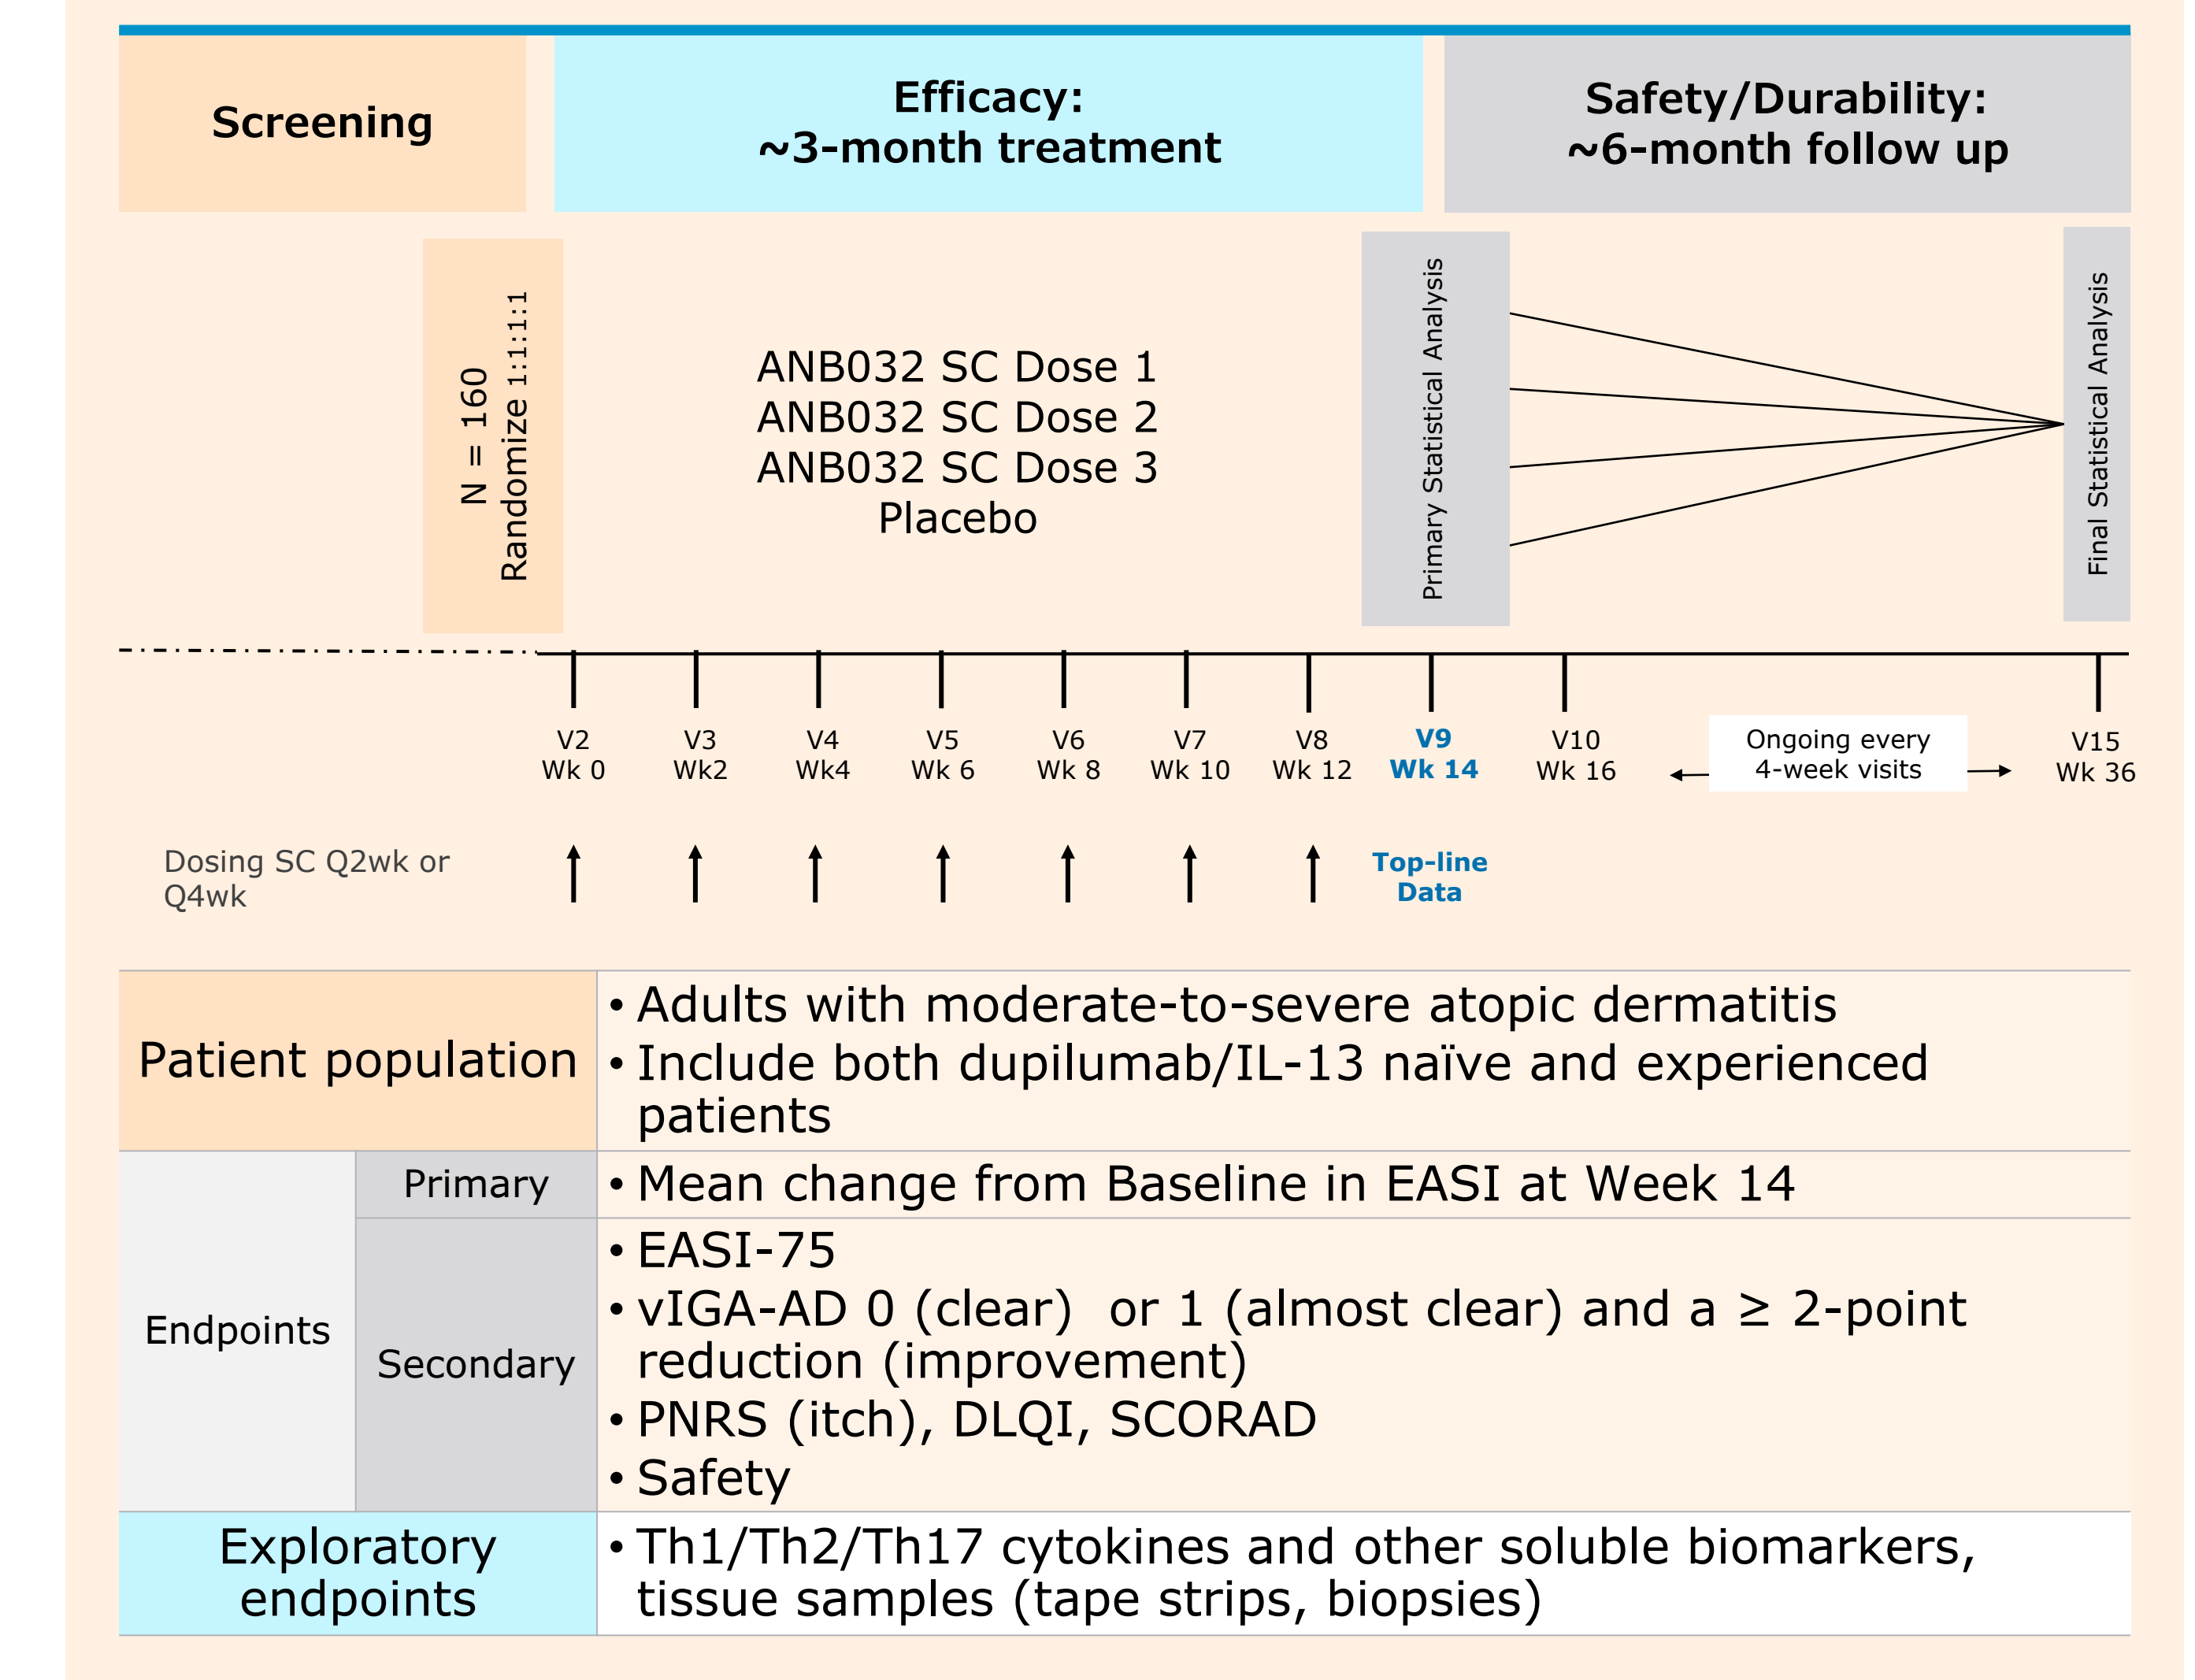 Screening
Efficacy:
~3-month treatment
Safety/Durability:
~6-month follow up
N = 160
Randomize 1:1:1:1
ANB032 SC Dose 1
ANB032 SC Dose 2
ANB032 SC Dose 3
Placebo
Primary Statistical Analysis
Final Statistical Analysis
V2
Wk 0
V3
Wk2
V4
Wk4
V5
Wk 6
V6
Wk 8
V7
Wk 10
V8
Wk 12
V9
Wk 14
V10
Wk 16
Ongoing every
4-week visits
V15
Wk 36
Dosing SC Q2wk or
Q4wk
Top-line
Data
Patient population
• Adults with moderate-to-severe atopic dermatitis
• Include both dupilumab/IL-13 naïve and experienced
patients
Endpoints
Primary
• Mean change from Baseline in EASI at Week 14
Secondary
• EASI-75
• vIGA-AD 0 (clear)  or 1 (almost clear) and a ≥ 2-point
reduction (improvement)
• PNRS (itch), DLQI, SCORAD
• Safety
Exploratory
endpoints
• Th1/Th2/Th17 cytokines and other soluble biomarkers,
tissue samples (tape strips, biopsies)